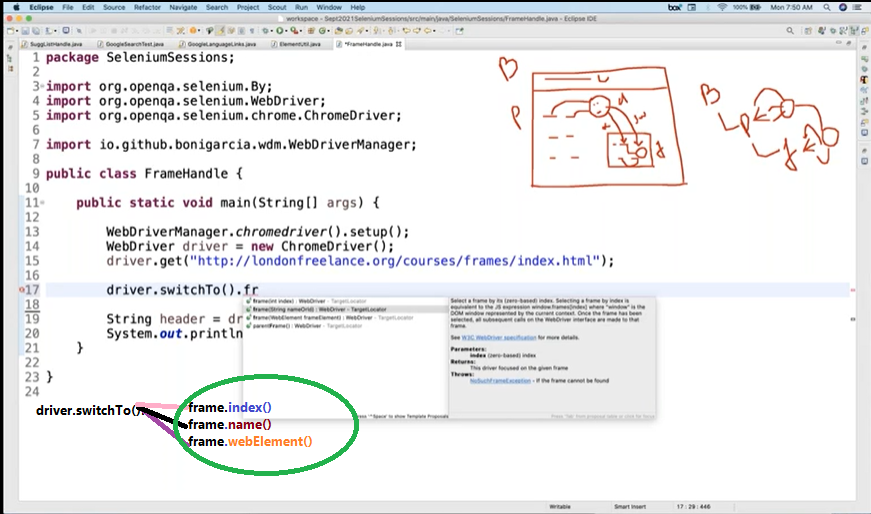 Eclipse File Edit Source Refactor Navigate Search Project Run Window Help 100% Mon 7:50 AM
workspace - Sept2021SeleniumSessions/src/main/java/SeleniumSessions/FrameHandle.java - Eclipse IDE
SuggListHandle.java GoogleSearchTest.java GoogleLanguageLinks.java ElementUtil.java *FrameHandle.java
1 package SeleniumSessions;
2
3 import org.openqa.selenium.By;
4 import org.openqa.selenium.WebDriver;
5 import org.openqa.selenium.chrome.ChromeDriver;
6
7 import io.github.bonigarcia.wdm.WebDriverManager;
8
9 public class FrameHandle {
10
11 public static void main(String[] args) {
12
13 WebDriverManager.chromedriver().setup();
14 WebDriver driver = new ChromeDriver();
15 driver.get("http://londonfreelance.org/courses/frames/index.html");
16
17 driver.switchTo().fr
18
19 String header = dr
20 System.out.println
21 }
22
23 }
24
frame(int index) : WebDriver - TargetLocator
frame(String nameOrId) : WebDriver - TargetLocator
frame(WebElement frameElement) : WebDriver - TargetLocator
parentFrame() : WebDriver - TargetLocator
Select a frame by its (zero-based) index. Selecting a frame by index is
equivalent to the JS expression window.frames[index] where "window" is the
DOM window represented by the current context. Once the frame has been
selected, all subsequent calls on the WebDriver interface are made to that
frame.
See W3C WebDriver specification for more details.
Parameters:
index (zero-based) index
Returns:
This driver focused on the given frame
Throws:
NoSuchFrameException - If the frame cannot be found
'^Space' to show Template Proposals
Press 'Tab' from proposal table or click for focus
driver.switchTo().
frame.index()
frame.name()
frame.webElement()
B
P
d
f
B
P
f
Writable Smart Insert 17 : 29 : 446